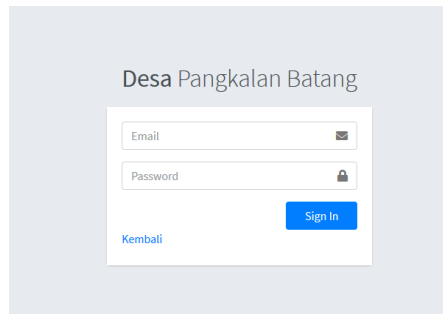 Desa Pangkalan Batang
Email
Password
Sign In
Kembali